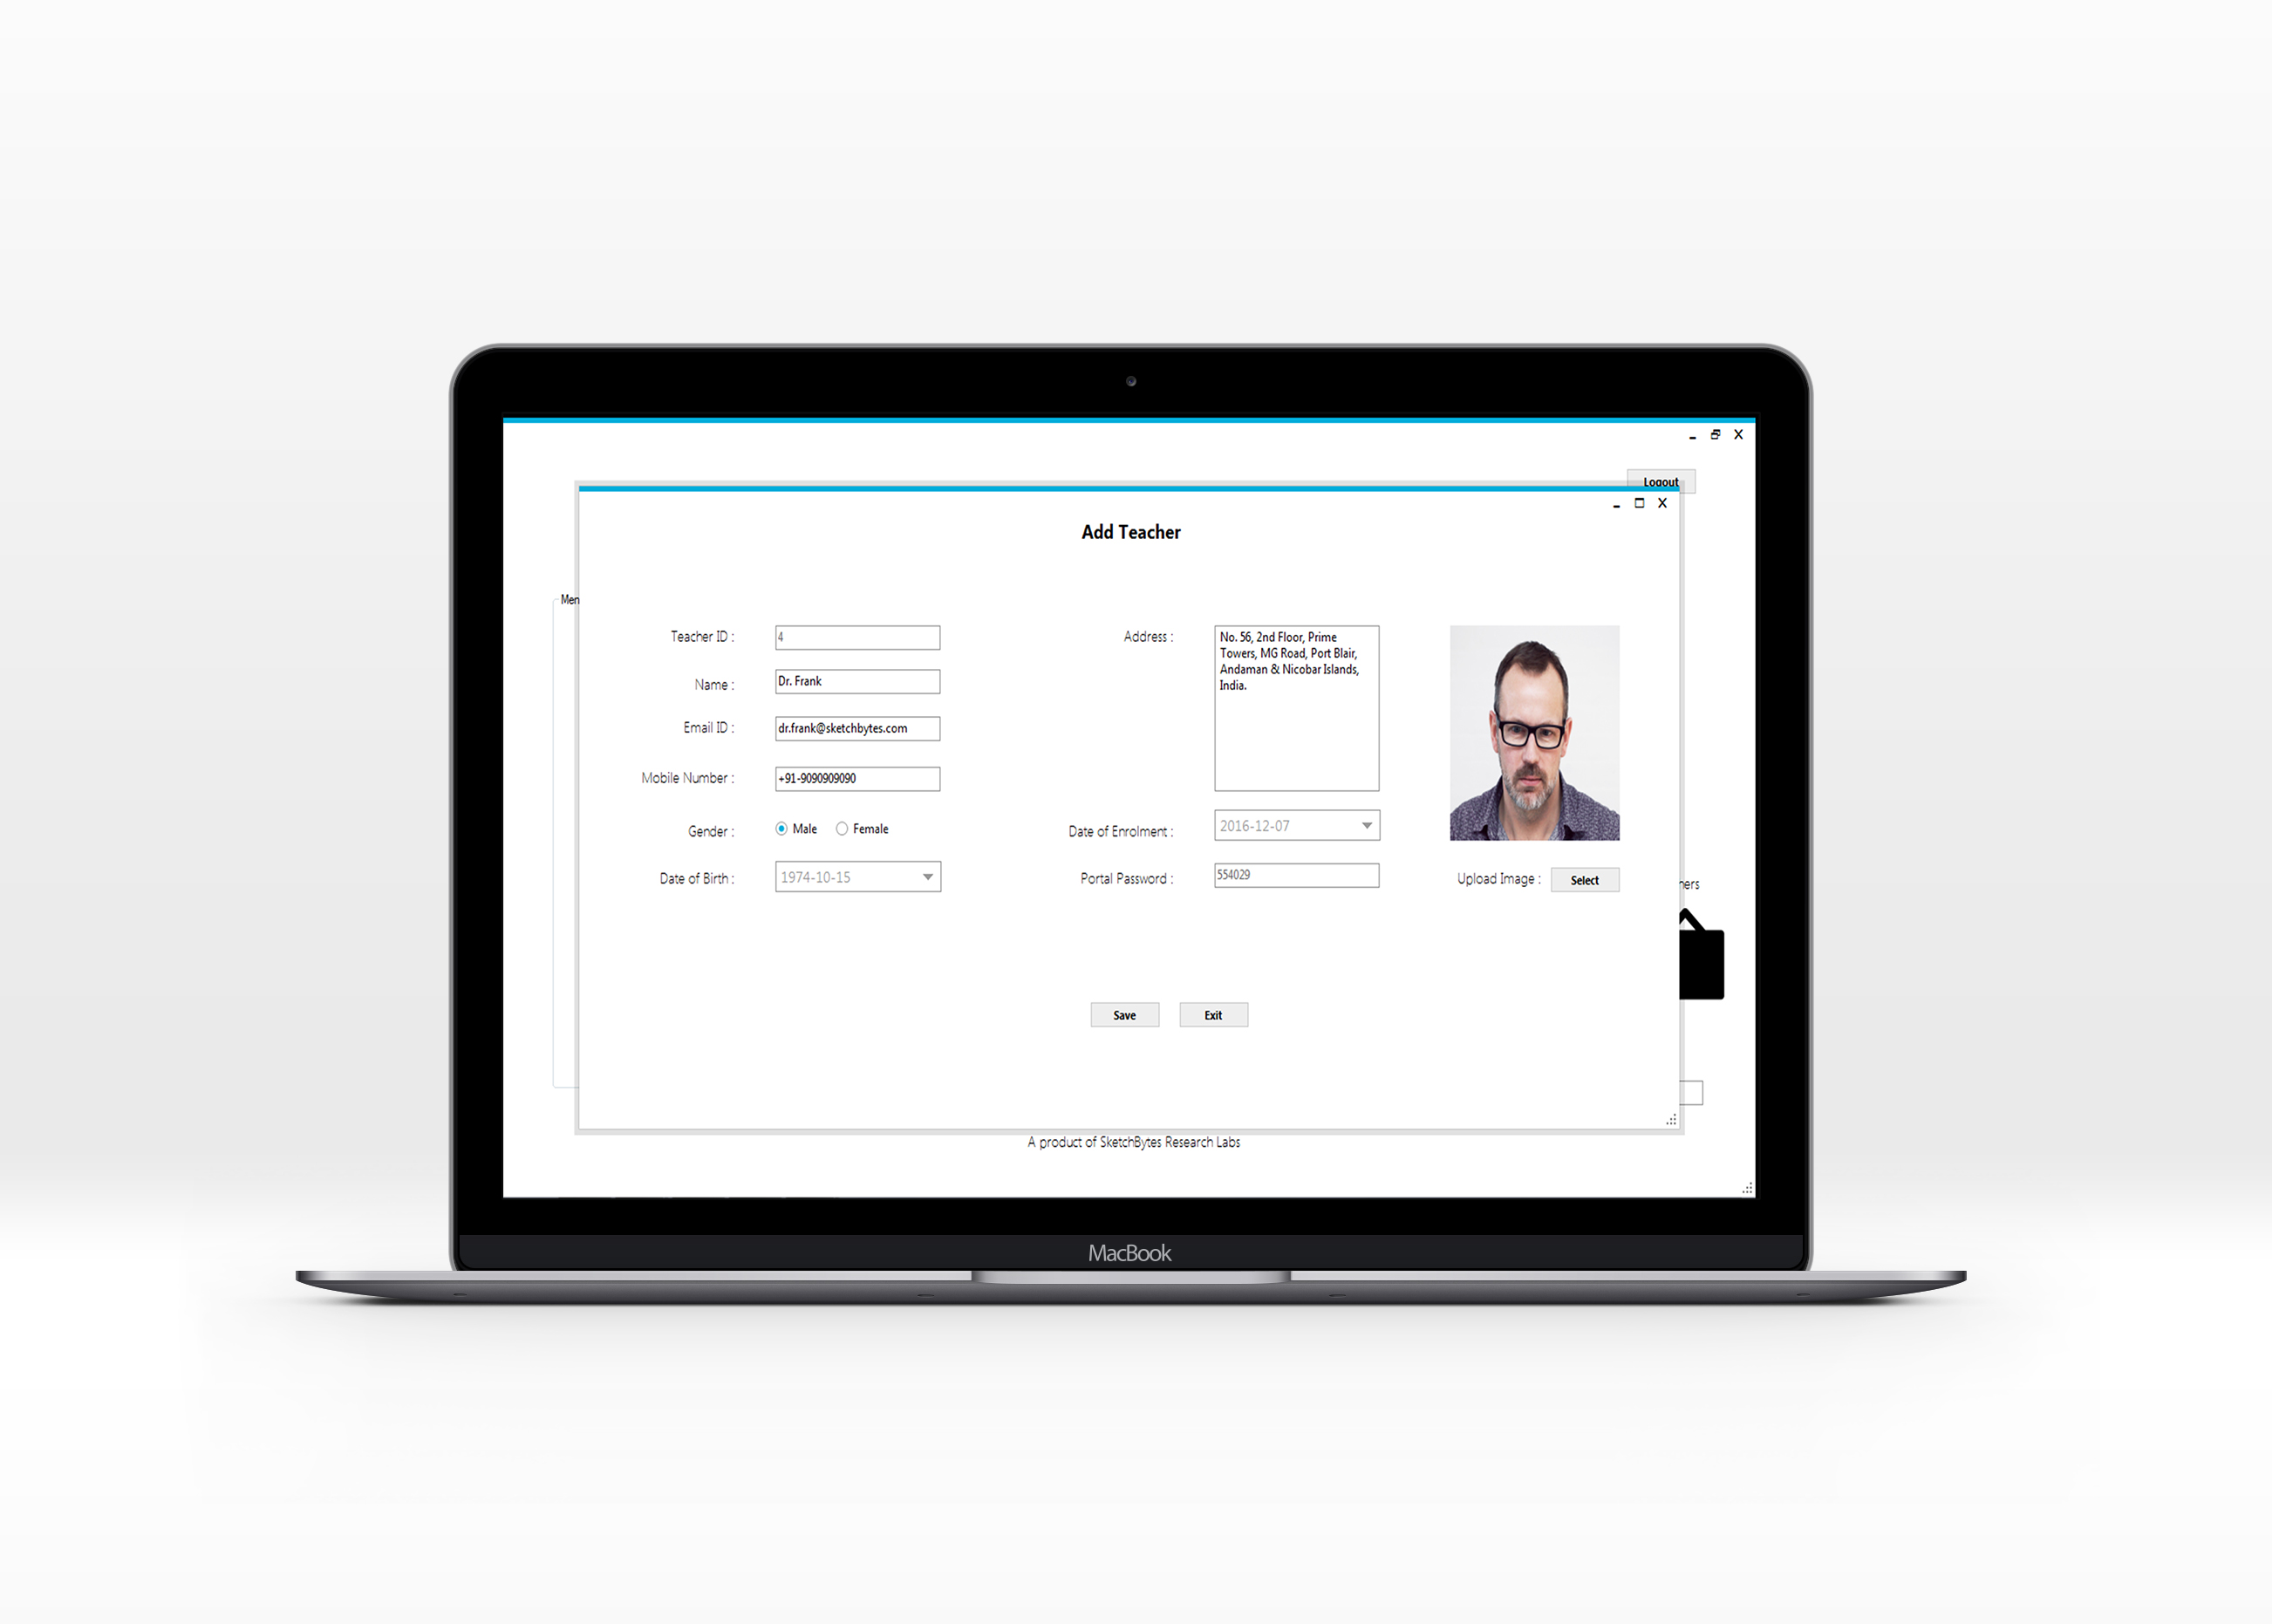 Logout
Add Teacher
Men
Teacher ID :
4
Name :
Dr. Frank
Email ID :
dr.frank@sketchbytes.com
Mobile Number :
+91-9090909090
Gender :
Male
Female
Date of Birth :
1974-10-15
Address :
No. 56, 2nd Floor, Prime
Towers, MG Road, Port Blair,
Andaman & Nicobar Islands,
India.
Date of Enrolment :
2016-12-07
Portal Password :
554029
Upload Image :
Select
hers
Save
Exit
A product of SketchBytes Research Labs
MacBook